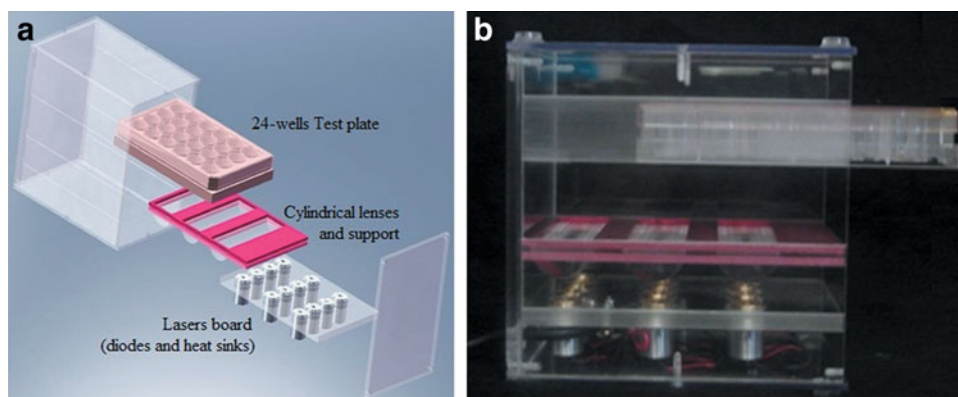 a
24-wells Test plate
Cylindrical lenses
and support
Lasers board
(diodes and heat sinks)
b